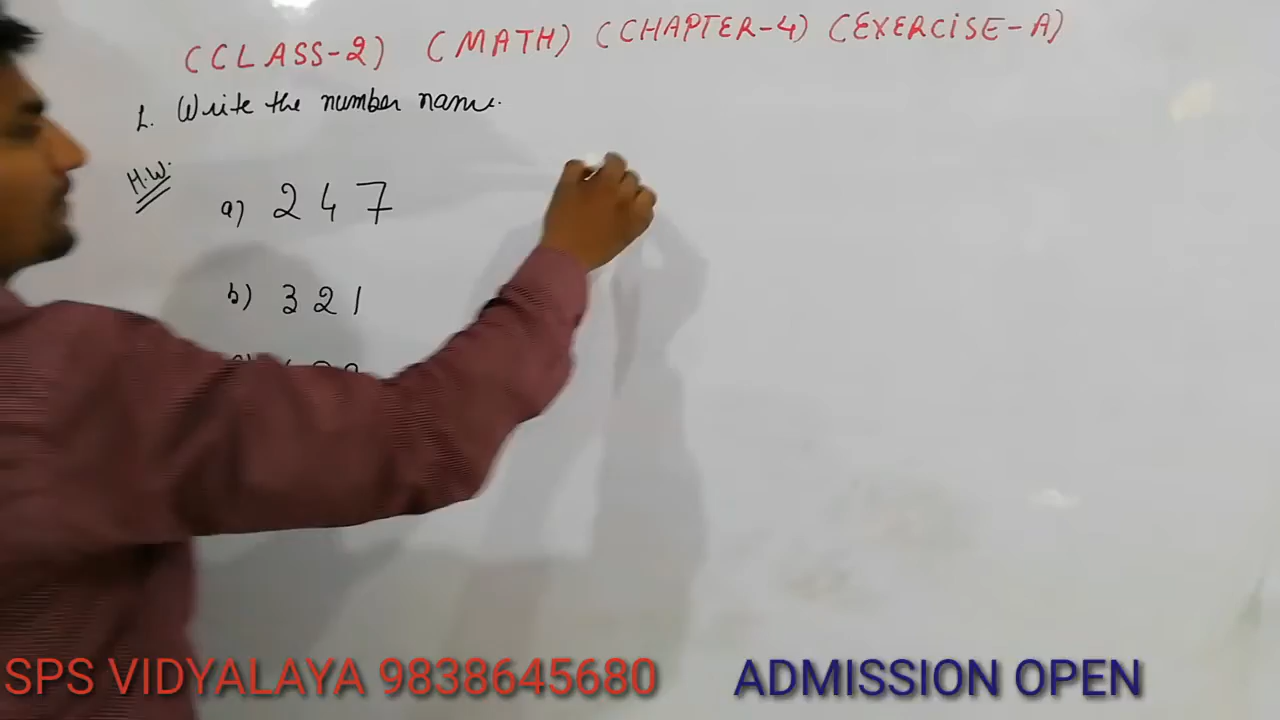 (CLASS-2) (MATH) (CHAPTER-4) (EXERCISE-A)
1. Write the number name.
H.W.
a) 247
b) 321
SPS VIDYALAYA 9838645680 ADMISSION OPEN